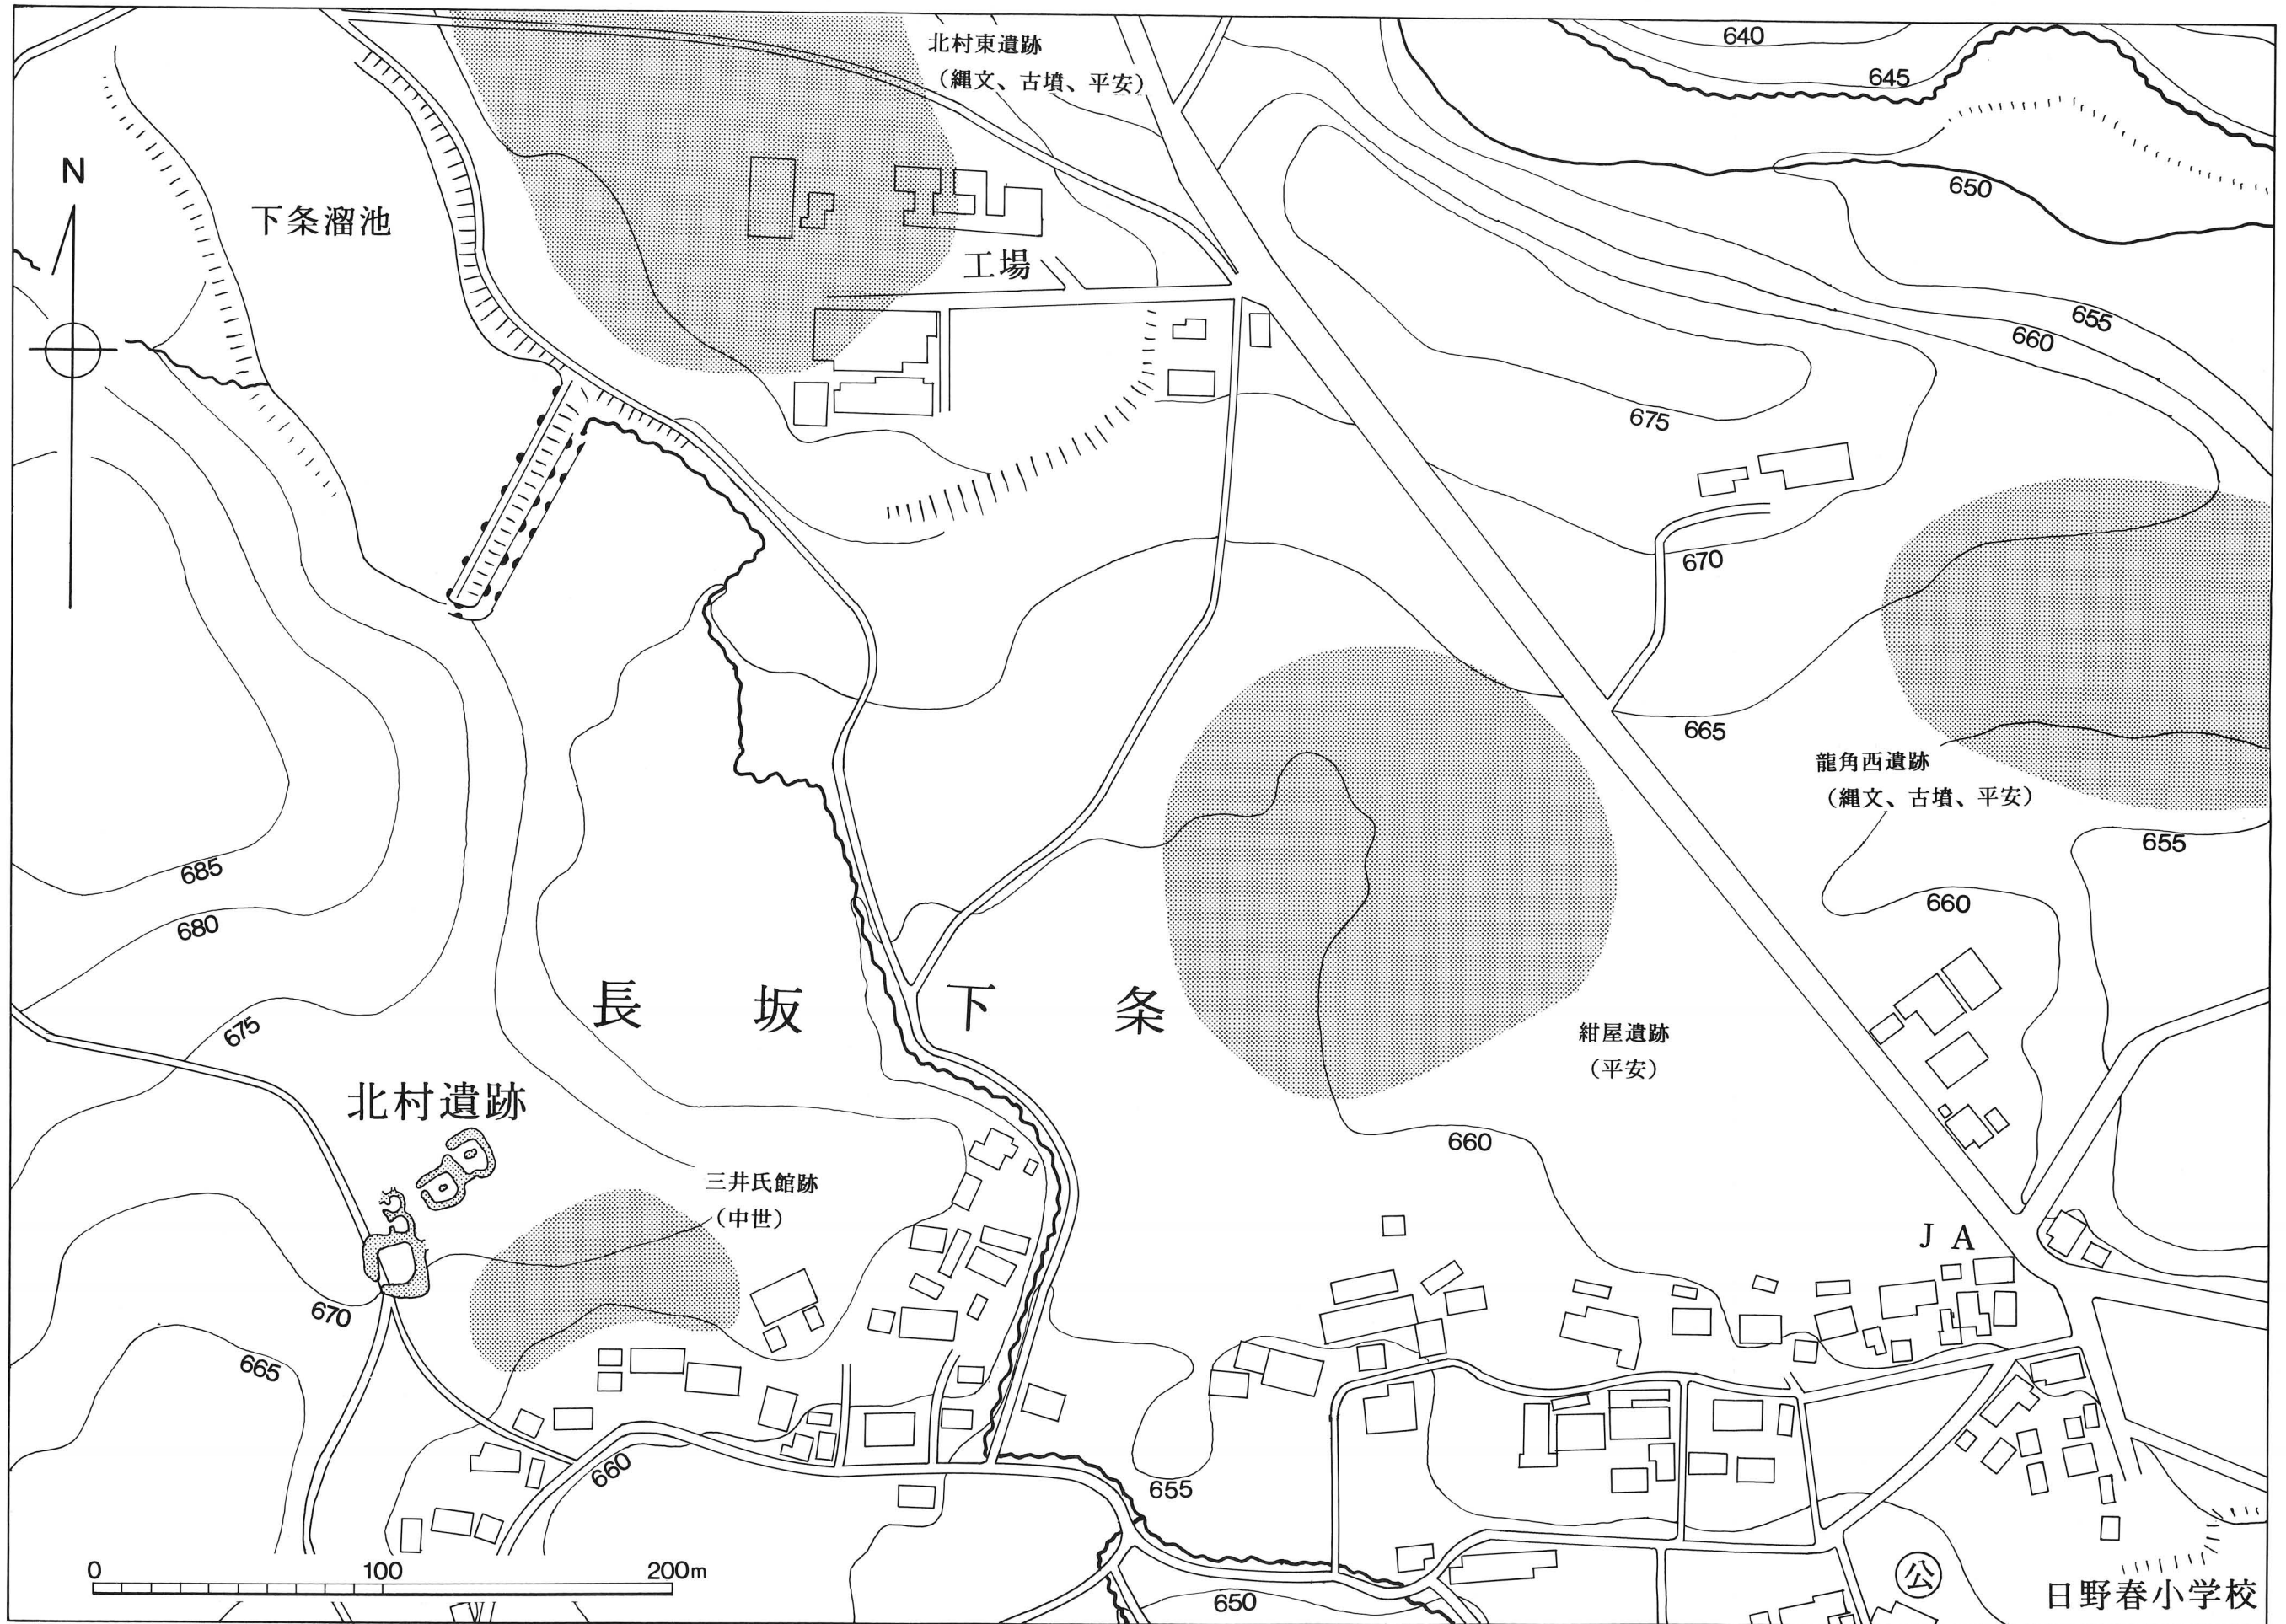 北村東遺跡
（縄文、古墳、平安）
640
645
N
下条溜池
650
工場
655
660
675
670
665
龍角西遺跡
（縄文、古墳、平安）
655
660
685
680
675
長坂下条
紺屋遺跡
（平安）
北村遺跡
660
三井氏館跡
（中世）
JA
670
665
660
655
0 100 200m
650
公
日野春小学校